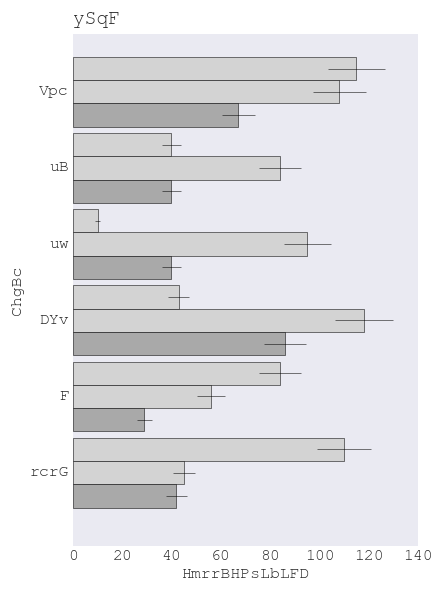 ySqF
Vpc
uB
uw
DYv
F
rcrG
ChgBc
0 20 40 60 80 100 120 140
HmrrBHPsLbLFD